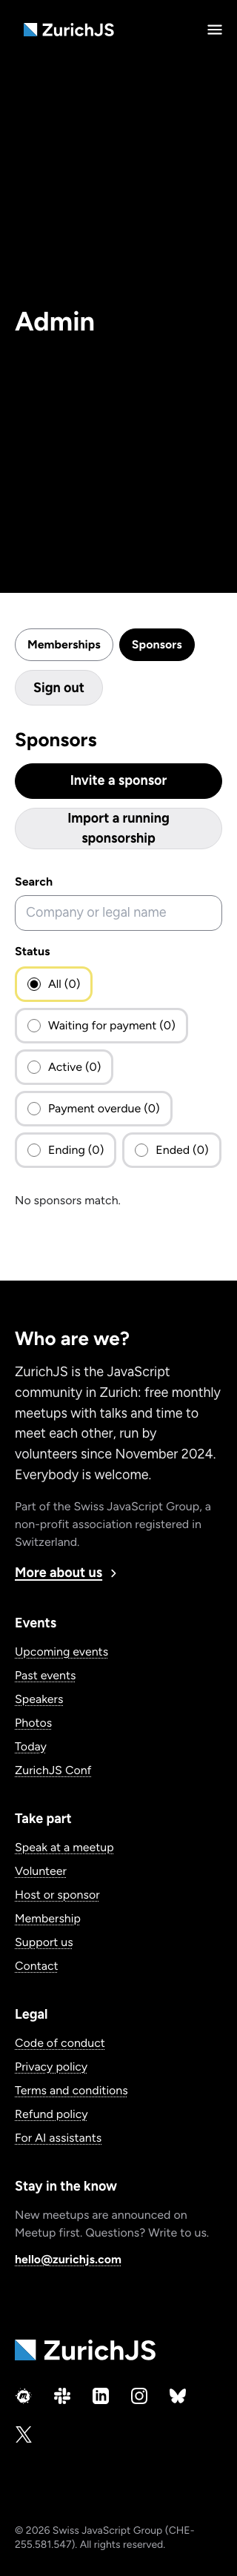 ZurichJS
Admin
Memberships
Sponsors
Sign out
Sponsors
Invite a sponsor
Import a running
sponsorship
Search
Company or legal name
Status
All (0)
Waiting for payment (0)
Active (0)
Payment overdue (0)
Ending (0)
Ended (0)
No sponsors match.
Who are we?
ZurichJS is the JavaScript
community in Zurich: free monthly
meetups with talks and time to
meet each other, run by
volunteers since November 2024.
Everybody is welcome.
Part of the Swiss JavaScript Group, a
non-profit association registered in
Switzerland.
More about us
Events
Upcoming events
Past events
Speakers
Photos
Today
ZurichJS Conf
Take part
Speak at a meetup
Volunteer
Host or sponsor
Membership
Support us
Contact
Legal
Code of conduct
Privacy policy
Terms and conditions
Refund policy
For AI assistants
Stay in the know
New meetups are announced on
Meetup first. Questions? Write to us.
hello@zurichjs.com
ZurichJS
© 2026 Swiss JavaScript Group (CHE-
255.581.547). All rights reserved.